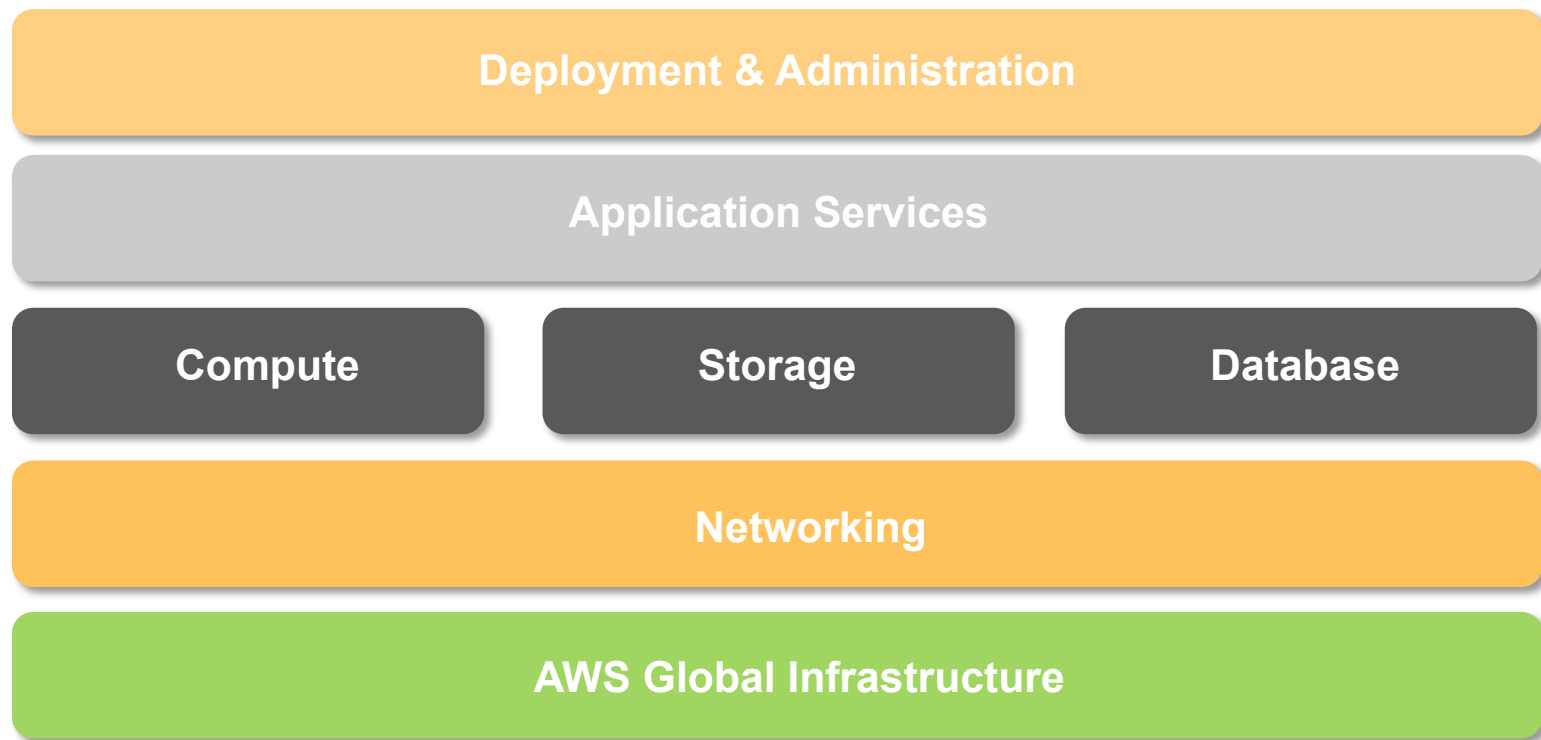 Deployment & Administration
Application Services
Compute
Storage
Database
Networking
AWS Global Infrastructure